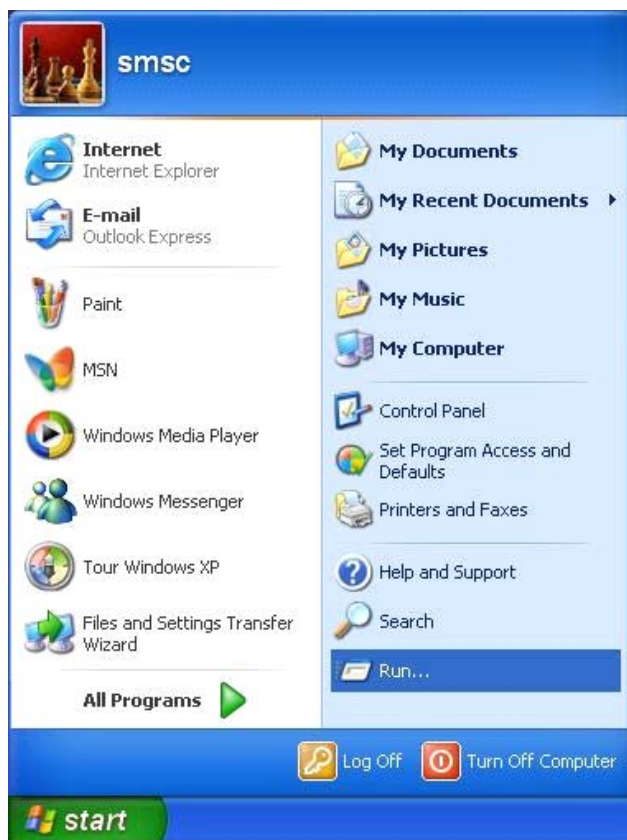 smsc
Internet
Internet Explorer
E-mail
Outlook Express
Paint
MSN
Windows Media Player
Windows Messenger
Tour Windows XP
Files and Settings Transfer
Wizard
All Programs
My Documents
My Recent Documents
My Pictures
My Music
My Computer
Control Panel
Set Program Access and
Defaults
Printers and Faxes
Help and Support
Search
Run...
Log Off
Turn Off Computer
start